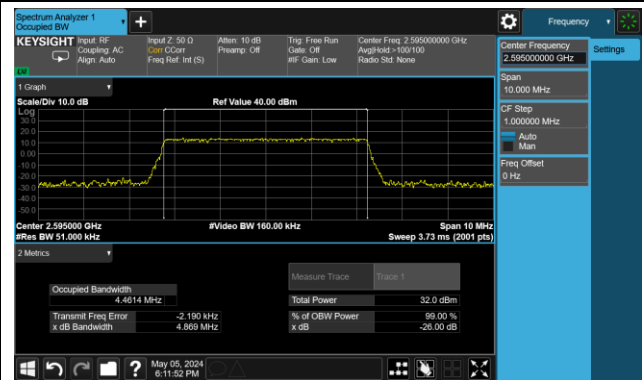 Spectrum Analyzer 1
Occupied BW
Frequency
KEYSIGHT
Input: RF
Coupling: AC
Align: Auto
Input Z: 50 Ω
Corr CCorr
Freq Ref: Int (S)
Atten: 10 dB
Preamp: Off
Trig: Free Run
Gate: Off
#IF Gain: Low
Center Freq: 2.595000000 GHz
Avg|Hold:>100/100
Radio Std: None
Center Frequency
2.595000000 GHz
Settings
Span
10.000 MHz
CF Step
1.000000 MHz
Auto
Man
Freq Offset
0 Hz
1 Graph
Scale/Div 10.0 dB
Ref Value 40.00 dBm
Log
30.0
20.0
10.0
0.00
-10.0
-20.0
-30.0
-40.0
-50.0
Center 2.595000 GHz
#Video BW 160.00 kHz
Span 10 MHz
#Res BW 51.000 kHz
Sweep 3.73 ms (2001 pts)
2 Metrics
Measure Trace
Trace 1
Occupied Bandwidth
4.4614 MHz
Total Power
32.0 dBm
Transmit Freq Error
-2.190 kHz
% of OBW Power
99.00 %
x dB Bandwidth
4.869 MHz
x dB
-26.00 dB
May 05, 2024
6:11:52 PM